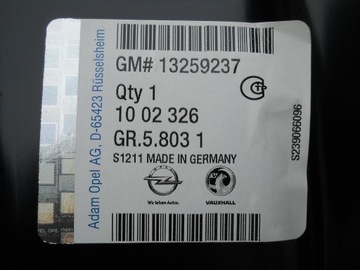 GM# 13259237
Qty 1
10 02 326
GR.5.803 1
S1211 MADE IN GERMANY
Wir leben Autos.
VAUXHALL
Adam Opel AG, D-65423 Rüsselsheim
S239066096